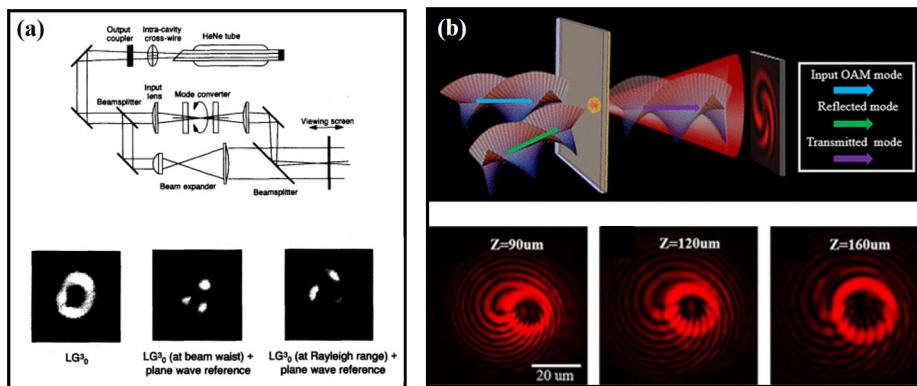 (a)
Output
coupler
Intra-cavity
cross-wire
HeNe tube
Input
lens
Mode converter
Beamsplitter
Viewing screen
Beam expander
Beamsplitter
LG³₀
LG³₀ (at beam waist) +
plane wave reference
LG³₀ (at Rayleigh range) +
plane wave reference
(b)
Input OAM mode
Reflected mode
Transmitted mode
Z=90um
Z=120um
Z=160um
20 um